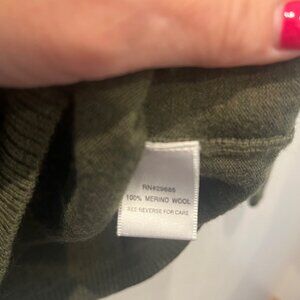 RN#29685
100% MERINO WOOL
SEE REVERSE FOR CARE